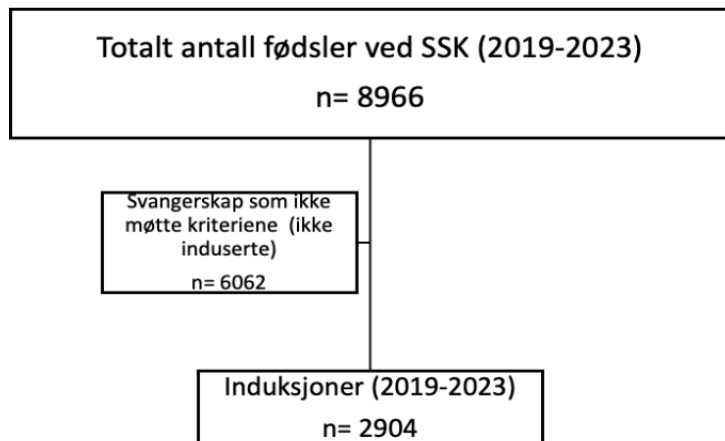 Totalt antall fødsler ved SSK (2019-2023)
n= 8966
Svangerskap som ikke
møtte kriteriene (ikke
induserte)
n= 6062
Induksjoner (2019-2023)
n= 2904